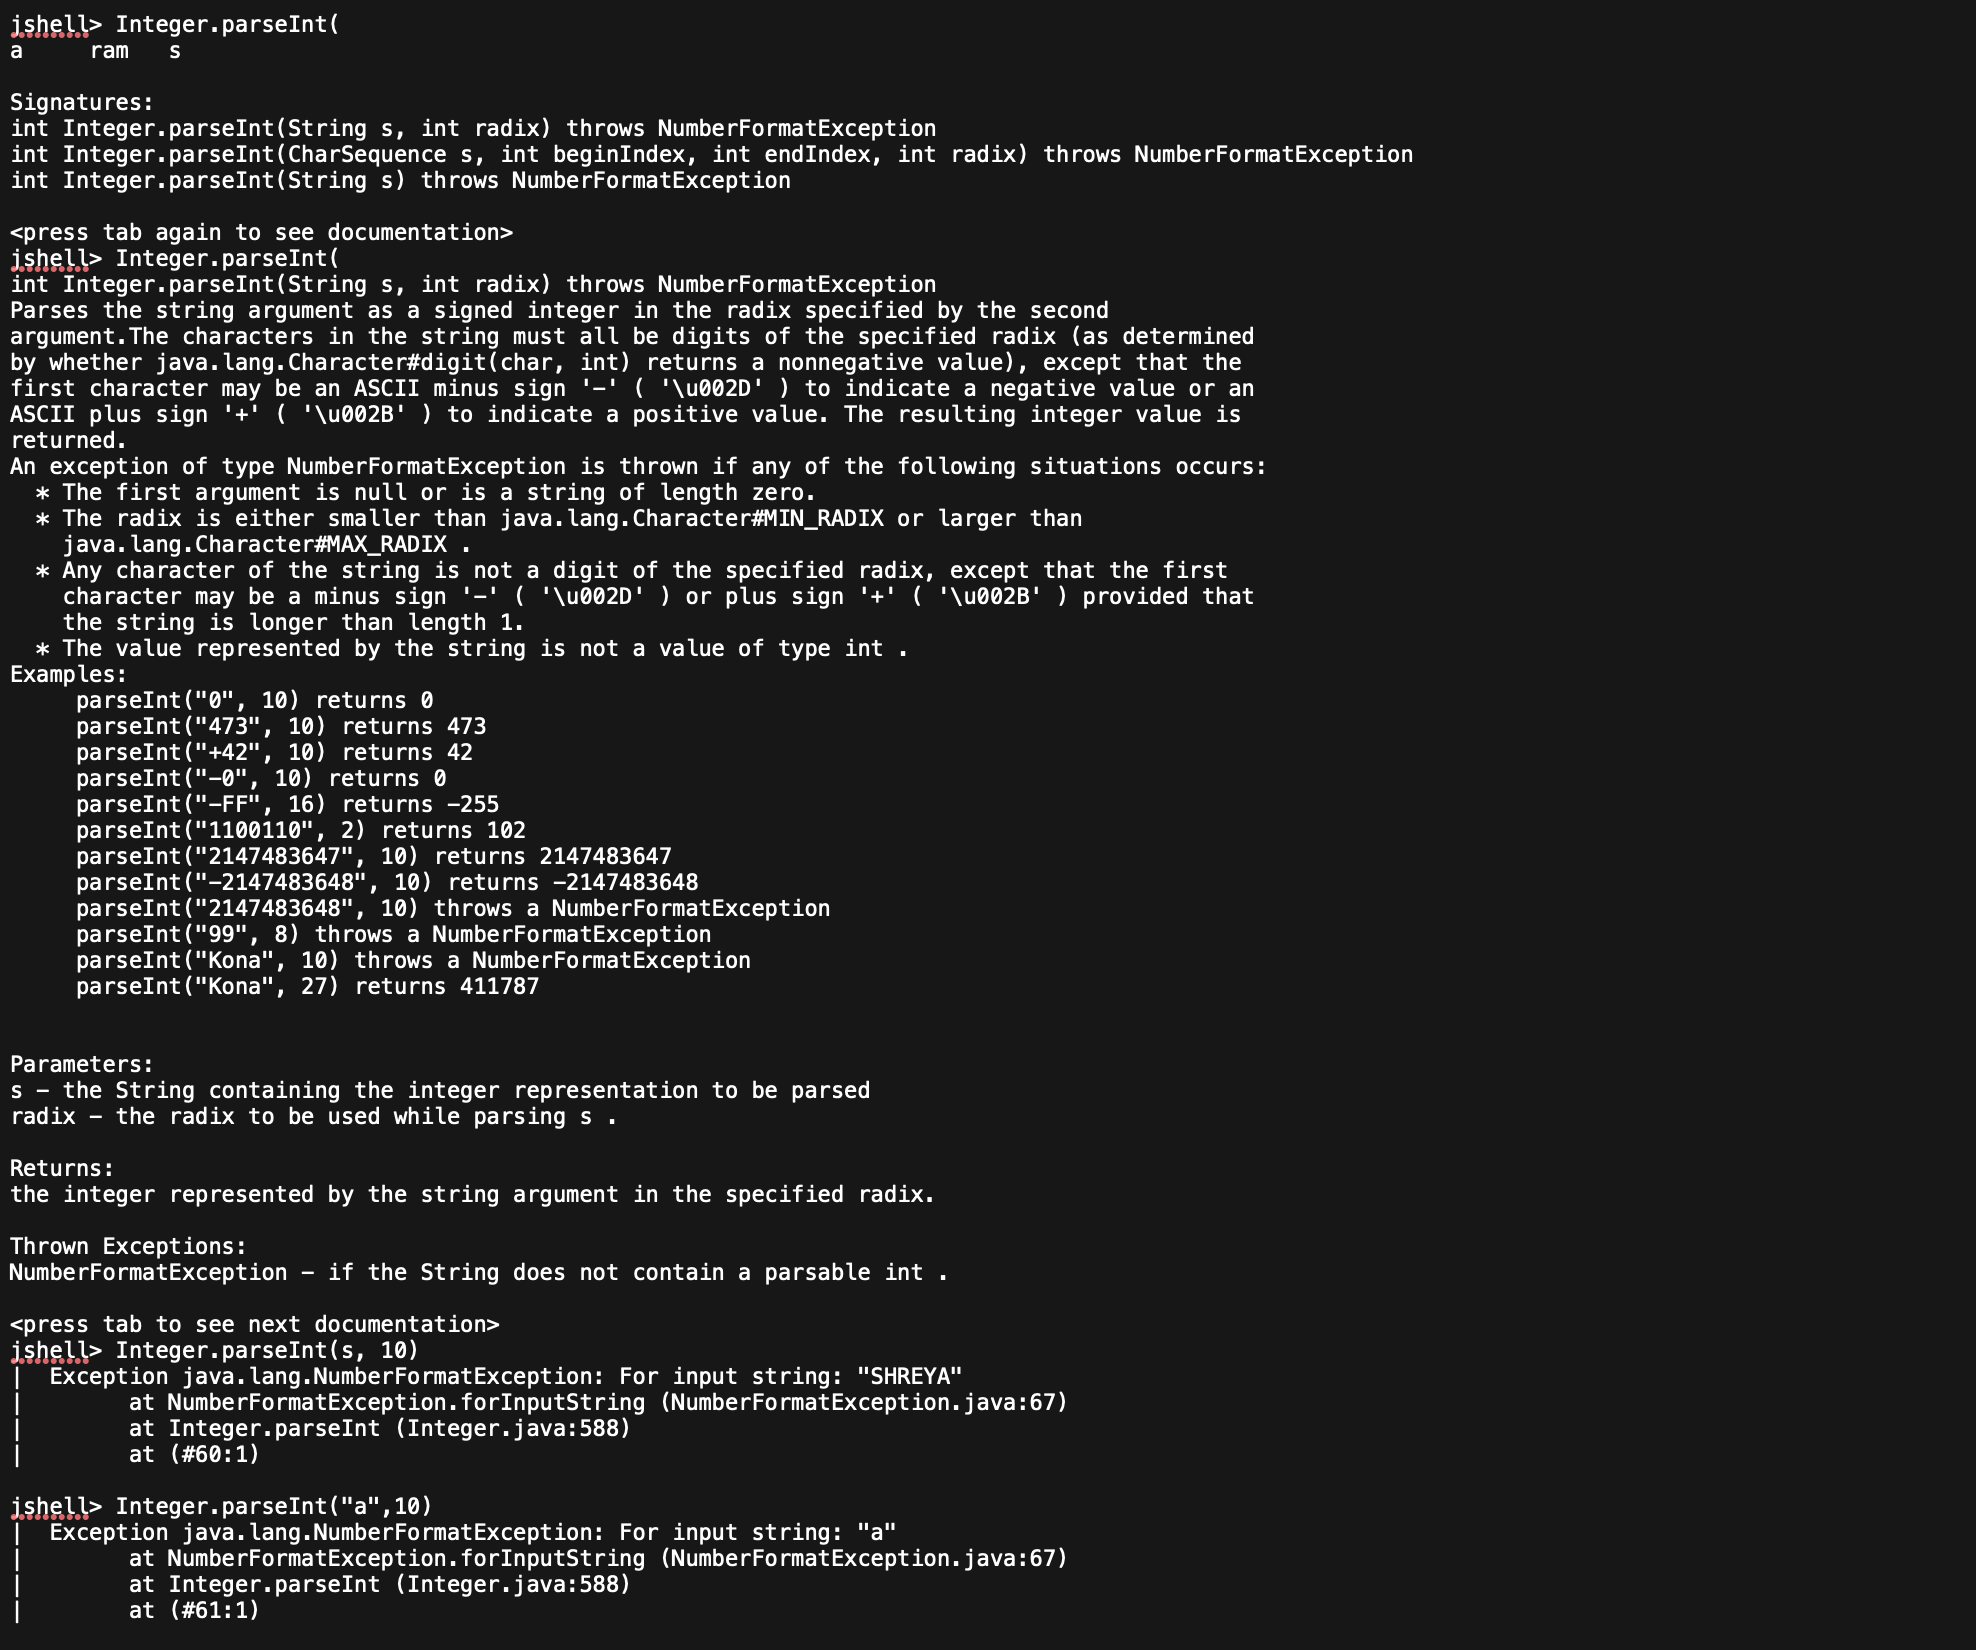 jshell> Integer.parseInt(
a     ram   s
Signatures:
int Integer.parseInt(String s, int radix) throws NumberFormatException
int Integer.parseInt(CharSequence s, int beginIndex, int endIndex, int radix) throws NumberFormatException
int Integer.parseInt(String s) throws NumberFormatException
<press tab again to see documentation>
jshell> Integer.parseInt(
int Integer.parseInt(String s, int radix) throws NumberFormatException
Parses the string argument as a signed integer in the radix specified by the second
argument.The characters in the string must all be digits of the specified radix (as determined
by whether java.lang.Character#digit(char, int) returns a nonnegative value), except that the
first character may be an ASCII minus sign '-' ( '\u002D' ) to indicate a negative value or an
ASCII plus sign '+' ( '\u002B' ) to indicate a positive value. The resulting integer value is
returned.
An exception of type NumberFormatException is thrown if any of the following situations occurs:
  * The first argument is null or is a string of length zero.
  * The radix is either smaller than java.lang.Character#MIN_RADIX or larger than
    java.lang.Character#MAX_RADIX .
  * Any character of the string is not a digit of the specified radix, except that the first
    character may be a minus sign '-' ( '\u002D' ) or plus sign '+' ( '\u002B' ) provided that
    the string is longer than length 1.
  * The value represented by the string is not a value of type int .
Examples:
     parseInt("0", 10) returns 0
     parseInt("473", 10) returns 473
     parseInt("+42", 10) returns 42
     parseInt("-0", 10) returns 0
     parseInt("-FF", 16) returns -255
     parseInt("1100110", 2) returns 102
     parseInt("2147483647", 10) returns 2147483647
     parseInt("-2147483648", 10) returns -2147483648
     parseInt("2147483648", 10) throws a NumberFormatException
     parseInt("99", 8) throws a NumberFormatException
     parseInt("Kona", 10) throws a NumberFormatException
     parseInt("Kona", 27) returns 411787
Parameters:
s - the String containing the integer representation to be parsed
radix - the radix to be used while parsing s .
Returns:
the integer represented by the string argument in the specified radix.
Thrown Exceptions:
NumberFormatException - if the String does not contain a parsable int .
<press tab to see next documentation>
jshell> Integer.parseInt(s, 10)
|  Exception java.lang.NumberFormatException: For input string: "SHREYA"
|        at NumberFormatException.forInputString (NumberFormatException.java:67)
|        at Integer.parseInt (Integer.java:588)
|        at (#60:1)
jshell> Integer.parseInt("a",10)
|  Exception java.lang.NumberFormatException: For input string: "a"
|        at NumberFormatException.forInputString (NumberFormatException.java:67)
|        at Integer.parseInt (Integer.java:588)
|        at (#61:1)